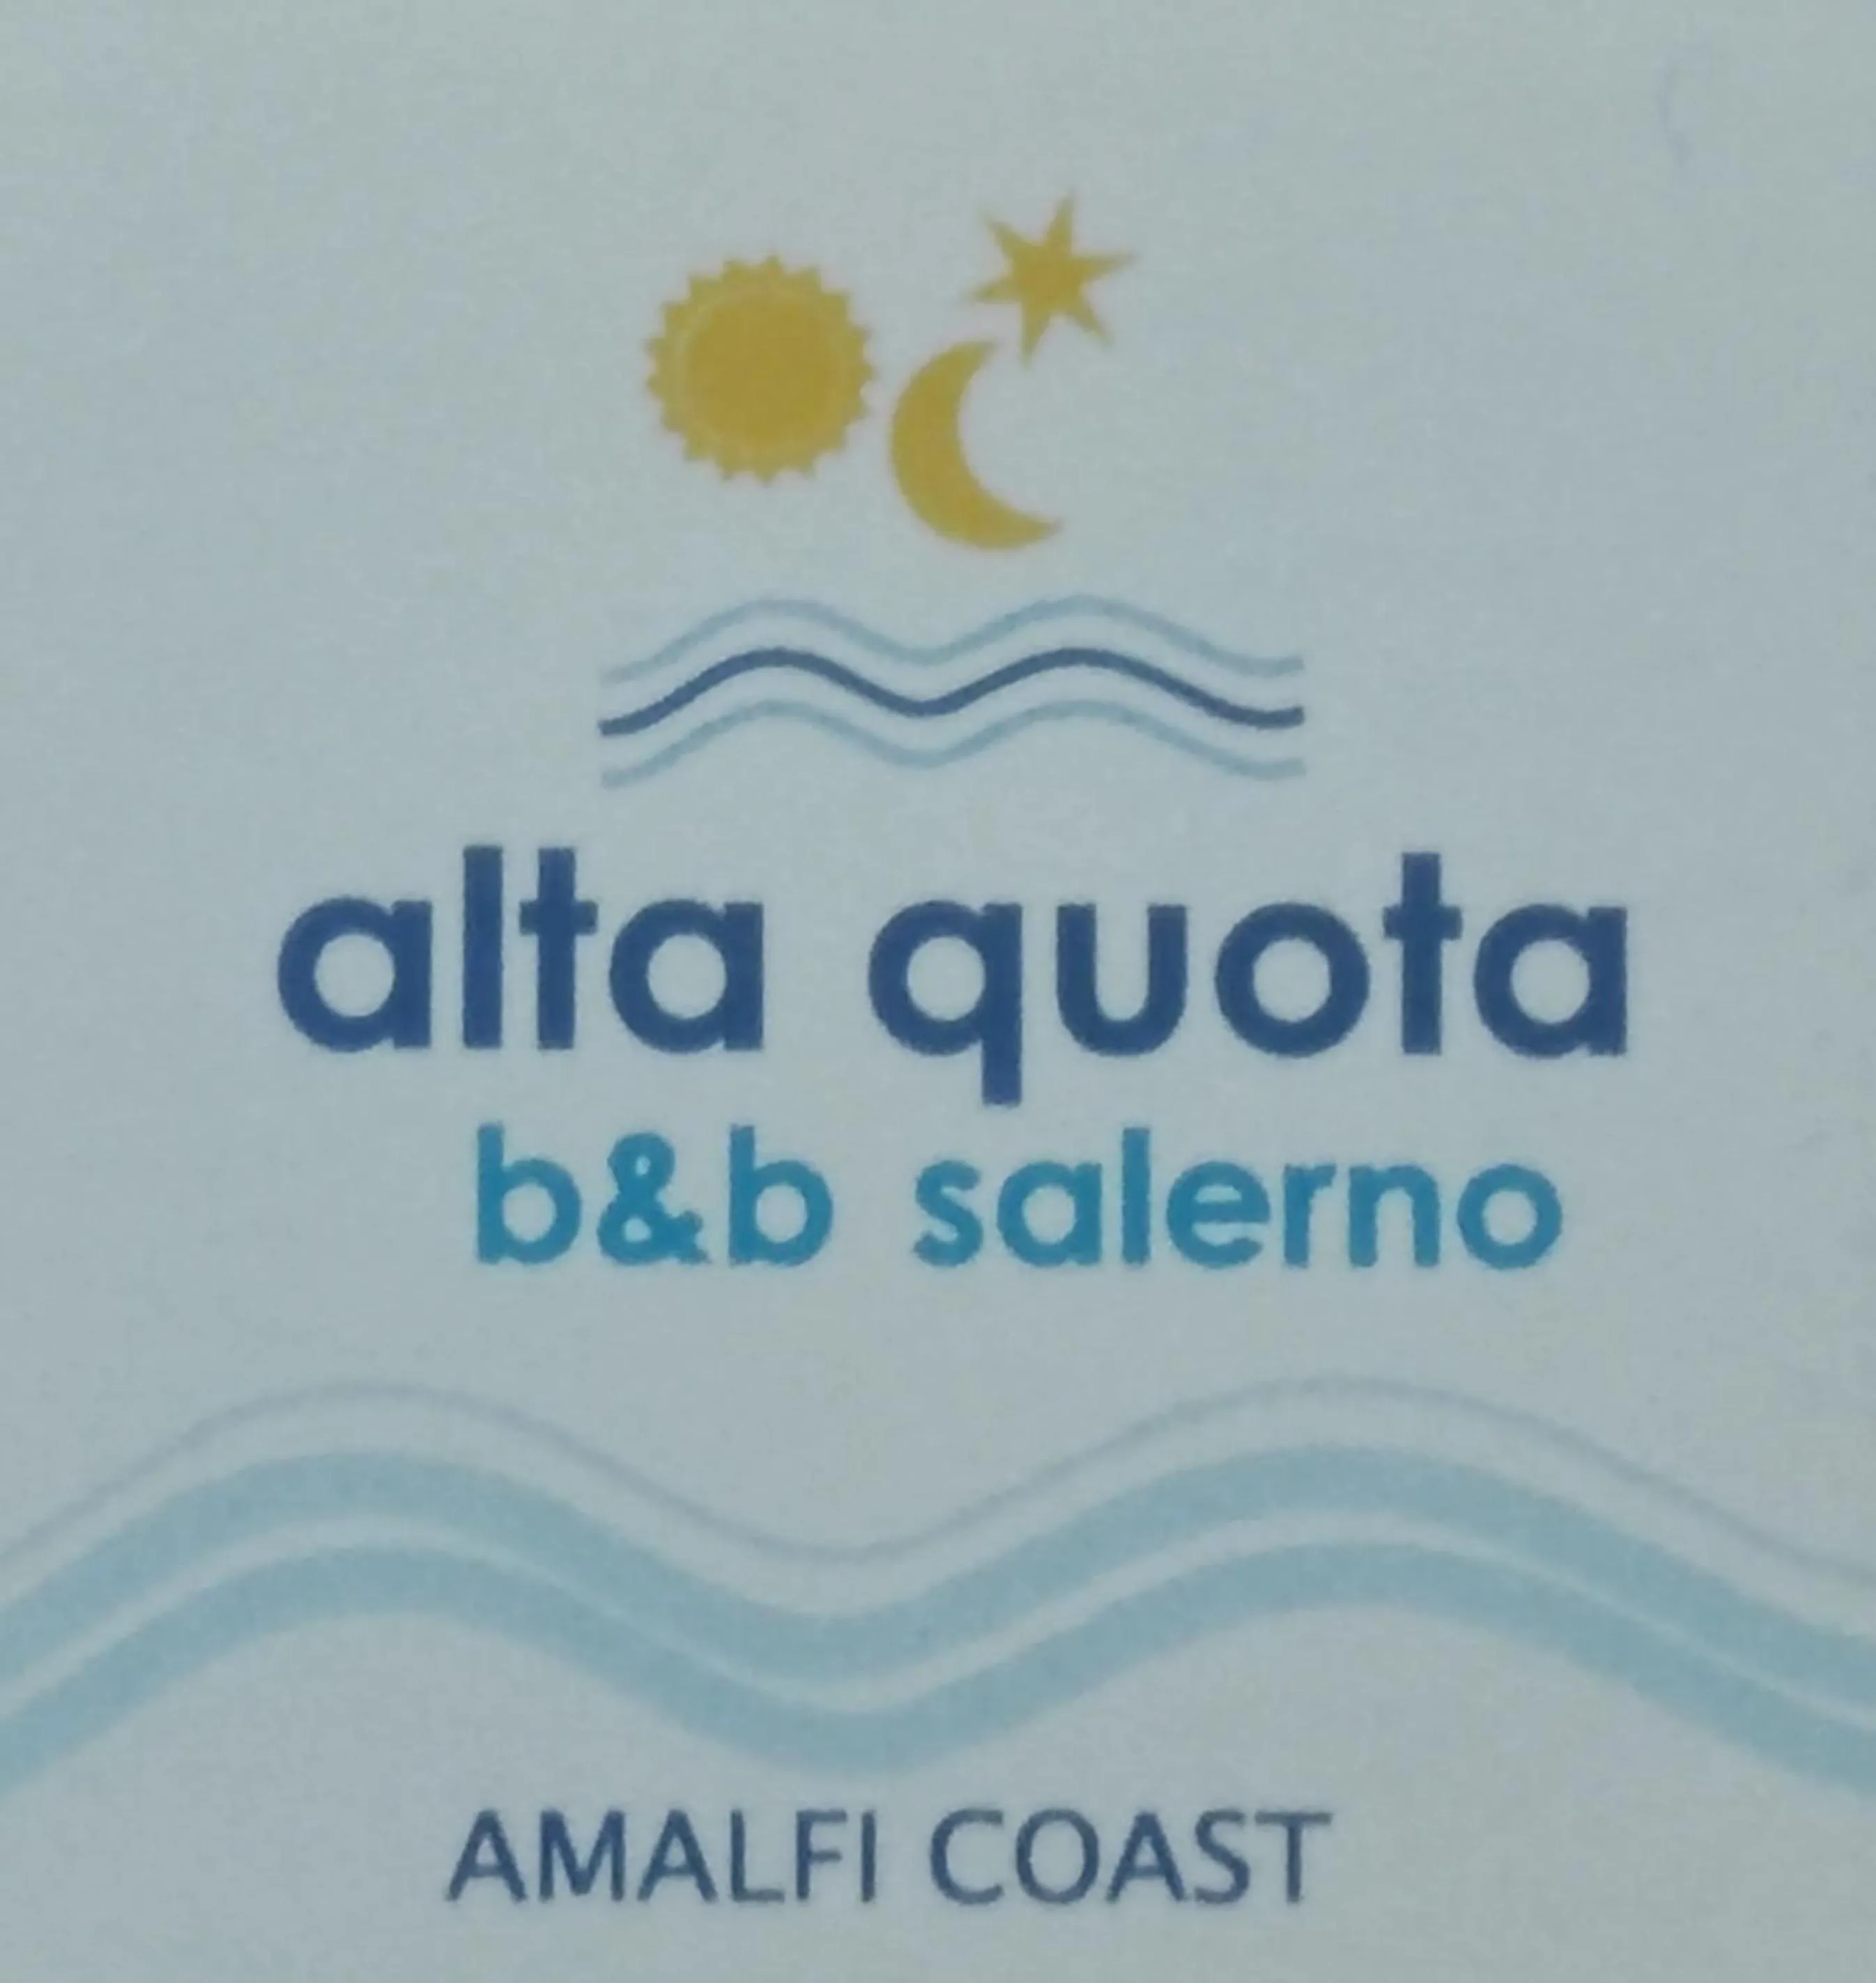 alta quota
b&b salerno
AMALFI COAST